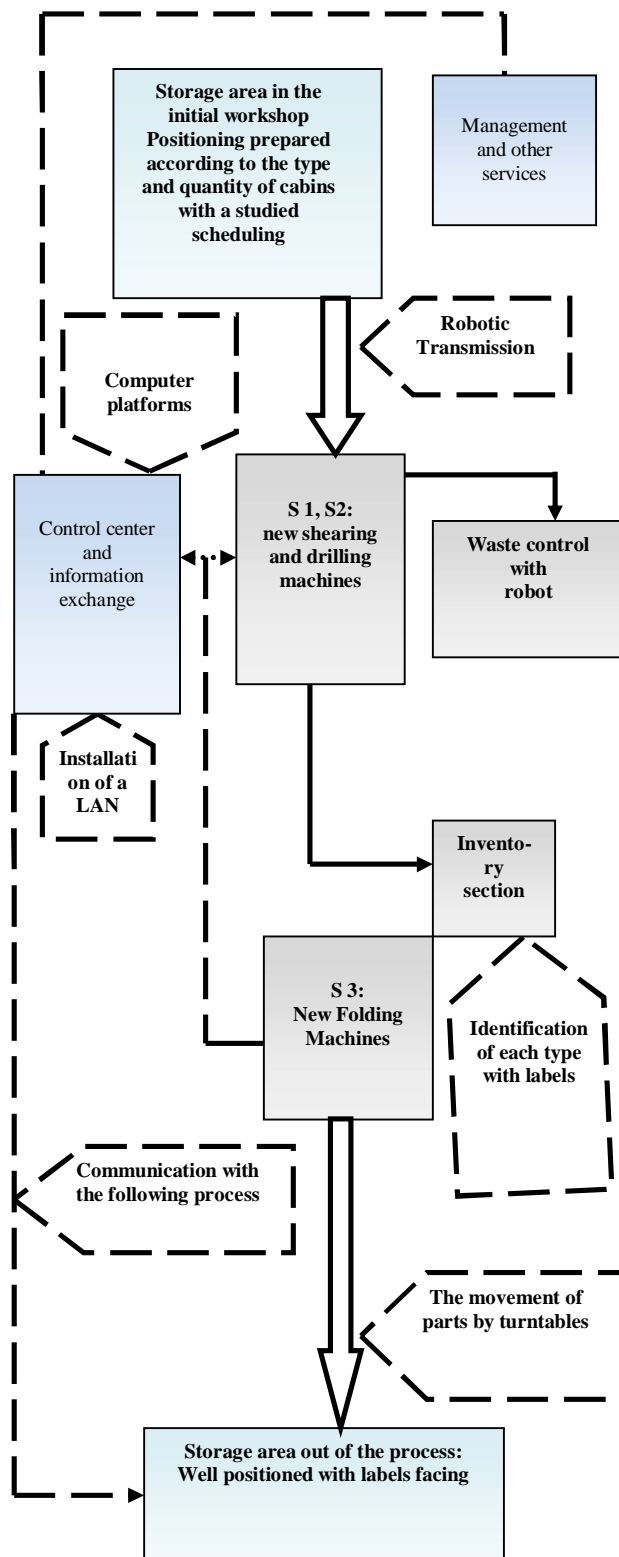 Storage area in the
initial workshop
Positioning prepared
according to the type
and quantity of cabins
with a studied
scheduling
Management
and other
services
Robotic
Transmission
Computer
platforms
Control center
and
information
exchange
S 1, S2:
new shearing
and drilling
machines
Waste control
with
robot
Installati
on of a
LAN
Invento-
ry
section
S 3:
New Folding
Machines
Identification
of each type
with labels
Communication with
the following process
The movement of
parts by turntables
Storage area out of the process:
Well positioned with labels facing